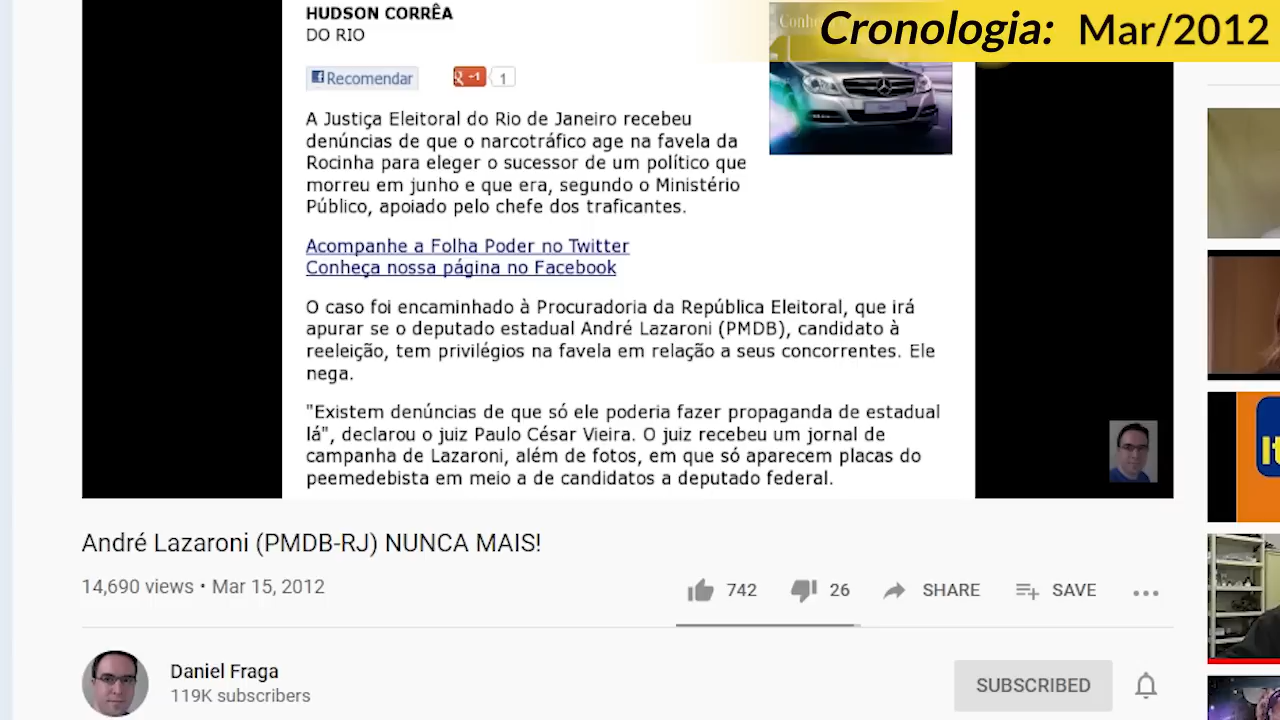 HUDSON CORRÊA
DO RIO
Cronologia: Mar/2012
Recomendar
-1
1
A Justiça Eleitoral do Rio de Janeiro recebeu
denúncias de que o narcotráfico age na favela da
Rocinha para eleger o sucessor de um político que
morreu em junho e que era, segundo o Ministério
Público, apoiado pelo chefe dos traficantes.
Acompanhe a Folha Poder no Twitter
Conheça nossa página no Facebook
O caso foi encaminhado à Procuradoria da República Eleitoral, que irá
apurar se o deputado estadual André Lazaroni (PMDB), candidato à
reeleição, tem privilégios na favela em relação a seus concorrentes. Ele
nega.
"Existem denúncias de que só ele poderia fazer propaganda de estadual
lá", declarou o juiz Paulo César Vieira. O juiz recebeu um jornal de
campanha de Lazaroni, além de fotos, em que só aparecem placas do
peemedebista em meio a de candidatos a deputado federal.
André Lazaroni (PMDB-RJ) NUNCA MAIS!
14,690 views • Mar 15, 2012
742
26
SHARE
SAVE
Daniel Fraga
119K subscribers
SUBSCRIBED